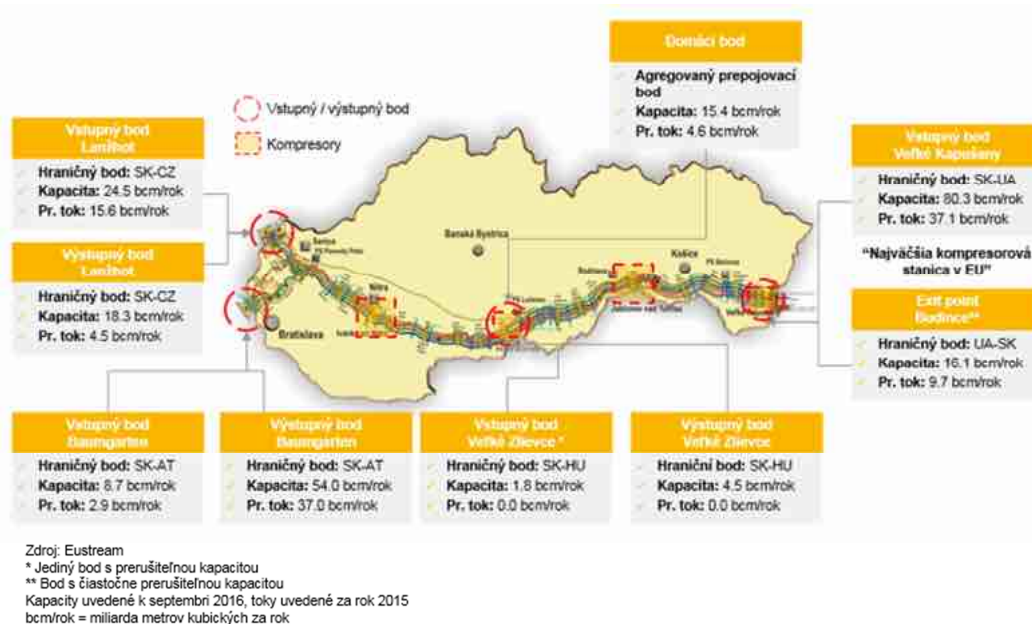 Domáci bod
Agregovaný prepojovací
bod
Kapacita: 15.4 bcm/rok
Pr. tok: 4.6 bcm/rok
Vstupný / výstupný bod
Kompresory
Vstupný bod
Lanžhot
Hraničný bod: SK-CZ
Kapacita: 24.5 bcm/rok
Pr. tok: 15.6 bcm/rok
Výstupný bod
Lanžhot
Hraničný bod: SK-CZ
Kapacita: 18.3 bcm/rok
Pr. tok: 4.5 bcm/rok
Vstupný bod
Veľké Kapušany
Hraničný bod: SK-UA
Kapacita: 80.3 bcm/rok
Pr. tok: 37.1 bcm/rok
"Najväčšia kompresorová
stanica v EU"
Exit point
Budince**
Hraničný bod: UA-SK
Kapacita: 16.1 bcm/rok
Pr. tok: 9.7 bcm/rok
Banská Bystrica
Košice
Nitra
Bratislava
Vstupný bod
Baumgarten
Hraničný bod: SK-AT
Kapacita: 8.7 bcm/rok
Pr. tok: 2.9 bcm/rok
Výstupný bod
Baumgarten
Hraničný bod: SK-AT
Kapacita: 54.0 bcm/rok
Pr. tok: 37.0 bcm/rok
Vstupný bod
Veľké Zlievce *
Hraničný bod: SK-HU
Kapacita: 1.8 bcm/rok
Pr. tok: 0.0 bcm/rok
Výstupný bod
Veľké Zlievce
Hraniční bod: SK-HU
Kapacita: 4.5 bcm/rok
Pr. tok: 0.0 bcm/rok
Zdroj: Eustream
* Jediný bod s prerušiteľnou kapacitou
** Bod s čiastočne prerušiteľnou kapacitou
Kapacity uvedené k septembri 2016, toky uvedené za rok 2015
bcm/rok = miliarda metrov kubických za rok